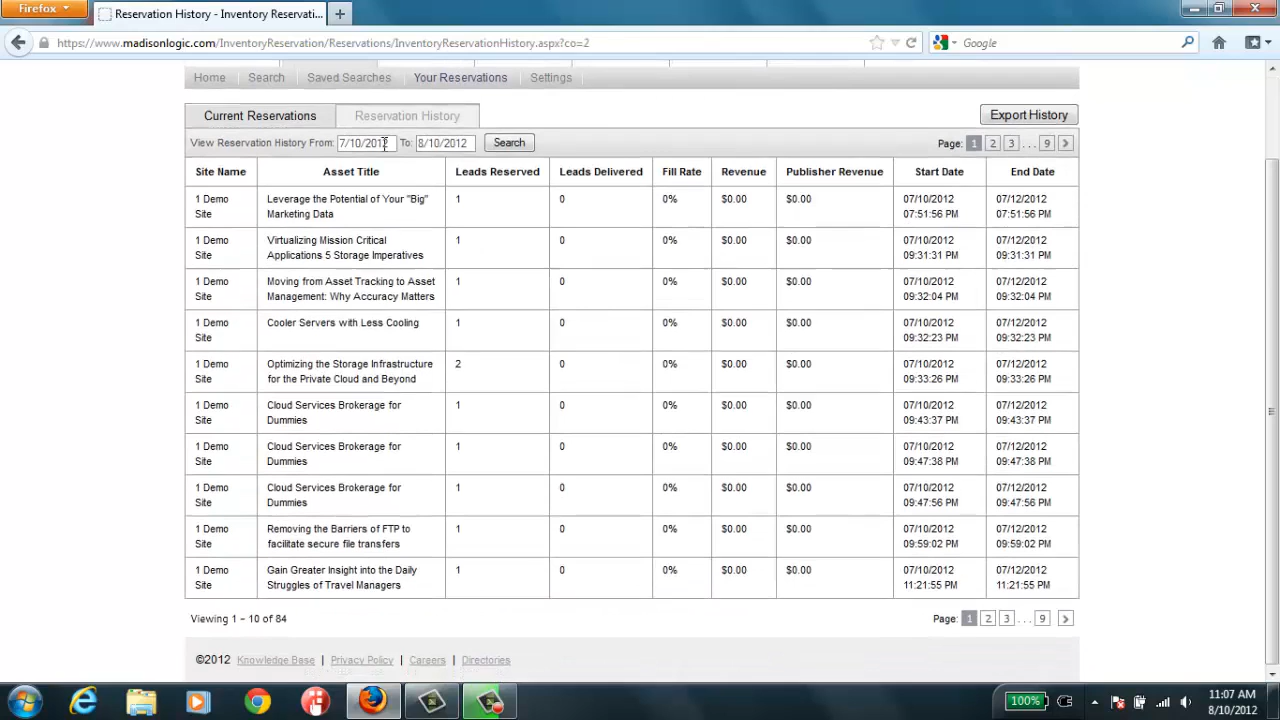 Firefox
Reservation History - Inventory Reservati...
https://www.madisonlogic.com/InventoryReservation/Reservations/InventoryReservationHistory.aspx?co=2
Google
Home Search Saved Searches Your Reservations Settings
Current Reservations Reservation History Export History
View Reservation History From: 7/10/2012 To: 8/10/2012 Search Page: 1 2 3 ... 9 >
Site Name Asset Title Leads Reserved Leads Delivered Fill Rate Revenue Publisher Revenue Start Date End Date
1 Demo Leverage the Potential of Your "Big" 1 0 0% $0.00 $0.00 07/10/2012 07/12/2012
Site Marketing Data 07:51:56 PM 07:51:56 PM
1 Demo Virtualizing Mission Critical 1 0 0% $0.00 $0.00 07/10/2012 07/12/2012
Site Applications 5 Storage Imperatives 09:31:31 PM 09:31:31 PM
1 Demo Moving from Asset Tracking to Asset 1 0 0% $0.00 $0.00 07/10/2012 07/12/2012
Site Management: Why Accuracy Matters 09:32:04 PM 09:32:04 PM
1 Demo Cooler Servers with Less Cooling 1 0 0% $0.00 $0.00 07/10/2012 07/12/2012
Site 09:32:23 PM 09:32:23 PM
1 Demo Optimizing the Storage Infrastructure 2 0 0% $0.00 $0.00 07/10/2012 07/12/2012
Site for the Private Cloud and Beyond 09:33:26 PM 09:33:26 PM
1 Demo Cloud Services Brokerage for 1 0 0% $0.00 $0.00 07/10/2012 07/12/2012
Site Dummies 09:43:37 PM 09:43:37 PM
1 Demo Cloud Services Brokerage for 1 0 0% $0.00 $0.00 07/10/2012 07/12/2012
Site Dummies 09:47:38 PM 09:47:38 PM
1 Demo Cloud Services Brokerage for 1 0 0% $0.00 $0.00 07/10/2012 07/12/2012
Site Dummies 09:47:56 PM 09:47:56 PM
1 Demo Removing the Barriers of FTP to 1 0 0% $0.00 $0.00 07/10/2012 07/12/2012
Site facilitate secure file transfers 09:59:02 PM 09:59:02 PM
1 Demo Gain Greater Insight into the Daily 1 0 0% $0.00 $0.00 07/10/2012 07/12/2012
Site Struggles of Travel Managers 11:21:55 PM 11:21:55 PM
Viewing 1 - 10 of 84 Page: 1 2 3 ... 9 >
©2012 Knowledge Base | Privacy Policy | Careers | Directories
100% 11:07 AM
8/10/2012